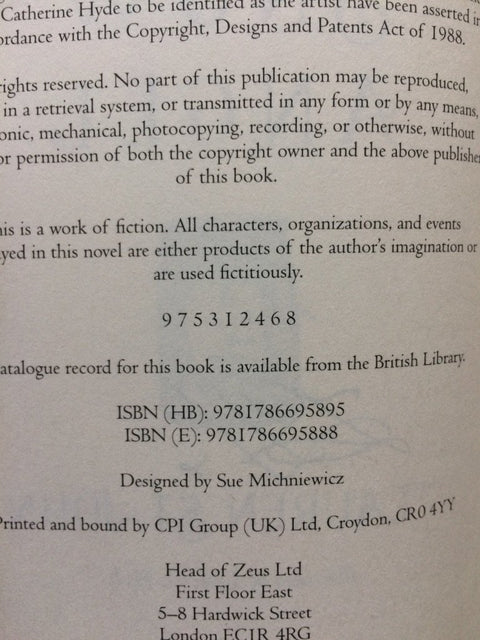 Catherine Hyde to be identified as the artist have been asserted in
ordance with the Copyright, Designs and Patents Act of 1988.
rights reserved. No part of this publication may be reproduced,
in a retrieval system, or transmitted in any form or by any means,
onic, mechanical, photocopying, recording, or otherwise, without
or permission of both the copyright owner and the above publisher
of this book.
his is a work of fiction. All characters, organizations, and events
yed in this novel are either products of the author's imagination or
are used fictitiously.
9 7 5 3 1 2 4 6 8
atalogue record for this book is available from the British Library.
ISBN (HB): 9781786695895
ISBN (E): 9781786695888
Designed by Sue Michniewicz
Printed and bound by CPI Group (UK) Ltd, Croydon, CR0 4YY
Head of Zeus Ltd
First Floor East
5–8 Hardwick Street
London EC1R 4RG